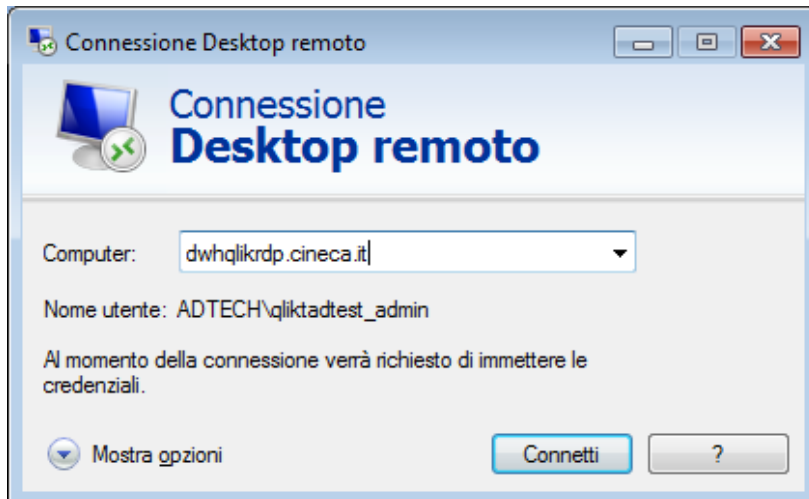 Connessione Desktop remoto
Connessione
Desktop remoto
Computer: dwhqlikrdp.cineca.it
Nome utente: ADTECH\qliktadtest_admin
Al momento della connessione verrà richiesto di immettere le
credenziali.
Mostra opzioni Connetti ?